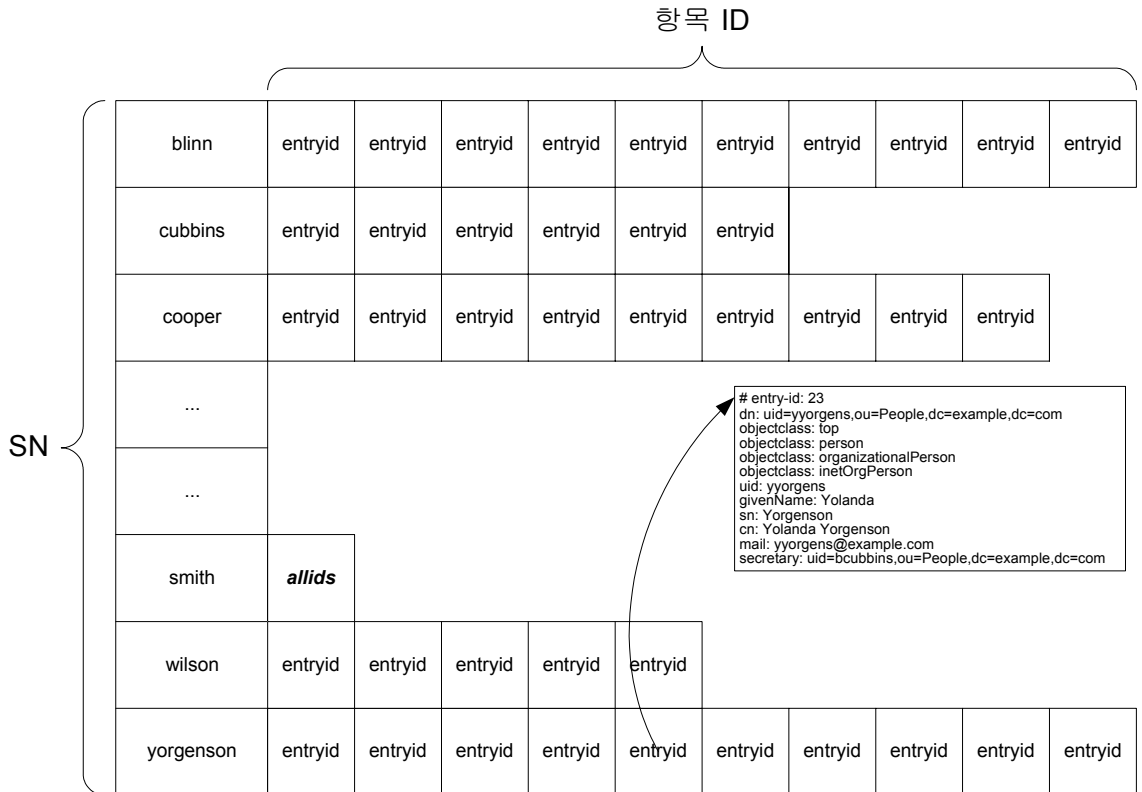 항목 ID
SN
blinn entryid entryid entryid entryid entryid entryid entryid entryid entryid entryid
cubbins entryid entryid entryid entryid entryid entryid
cooper entryid entryid entryid entryid entryid entryid entryid entryid entryid
...
...
smith allids
wilson entryid entryid entryid entryid entryid
yorgenson entryid entryid entryid entryid entryid entryid entryid entryid entryid entryid
# entry-id: 23
dn: uid=yyorgens,ou=People,dc=example,dc=com
objectclass: top
objectclass: person
objectclass: organizationalPerson
objectclass: inetOrgPerson
uid: yyorgens
givenName: Yolanda
sn: Yorgenson
cn: Yolanda Yorgenson
mail: yyorgens@example.com
secretary: uid=bcubbins,ou=People,dc=example,dc=com